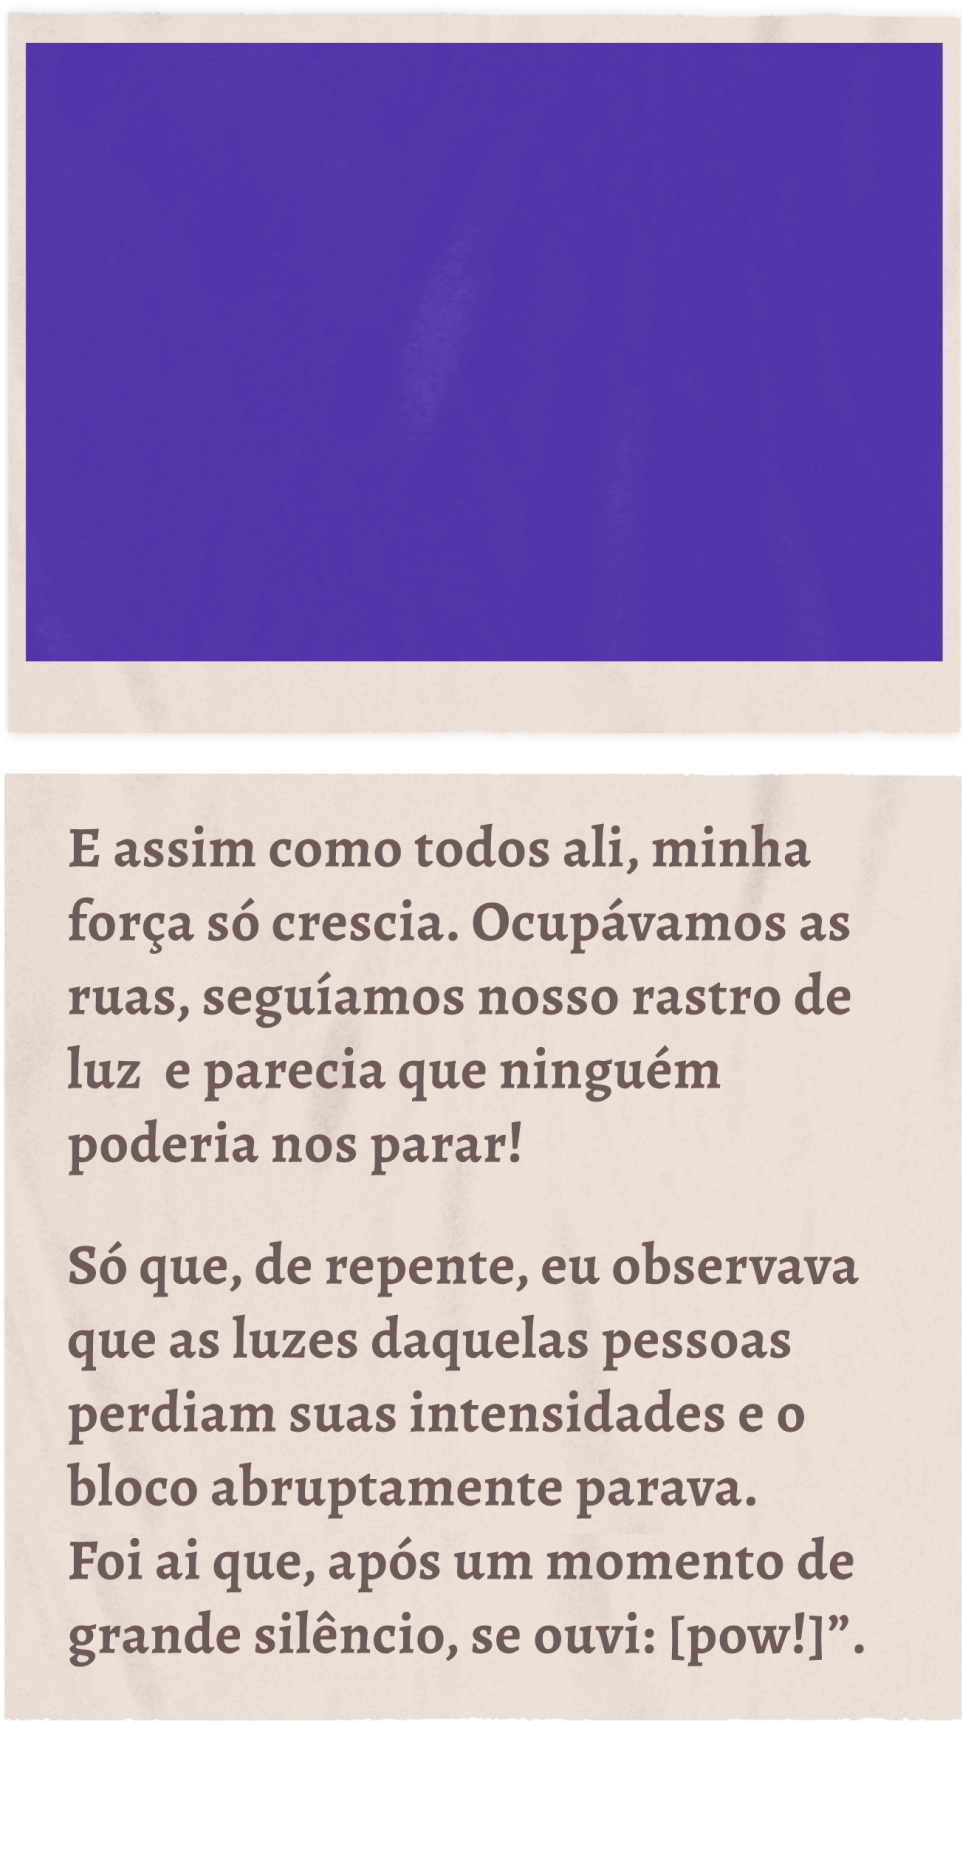 E assim como todos ali, minha
força só crescia. Ocupávamos as
ruas, seguíamos nosso rastro de
luz  e parecia que ninguém
poderia nos parar!
Só que, de repente, eu observava
que as luzes daquelas pessoas
perdiam suas intensidades e o
bloco abruptamente parava.
Foi ai que, após um momento de
grande silêncio, se ouvi: [pow!]”.